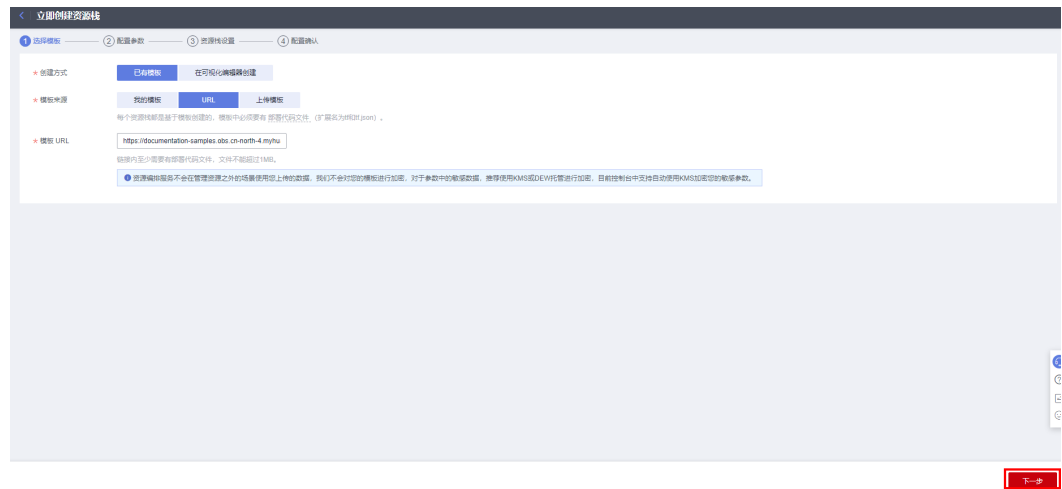 < 立即创建资源栈
1 选择模板 2 配置参数 3 资源栈设置 4 配置确认
* 创建方式 已有模板 在可视化编辑器创建
* 模板来源 我的模板 URL 上传模板
每个资源栈都是基于模板创建的，模板中必须要有 部署代码文件（扩展名为tf和tf.json）。
* 模板 URL https://documentation-samples.obs.cn-north-4.myhu
链接内至少需要有部署代码文件，文件不能超过1MB。
资源编排服务不会在管理资源之外的场景使用您上传的数据，我们不会对您的模板进行加密，对于参数中的敏感数据，推荐使用KMS或DEW托管进行加密，目前控制台中支持自动使用KMS加密您的敏感参数。
下一步